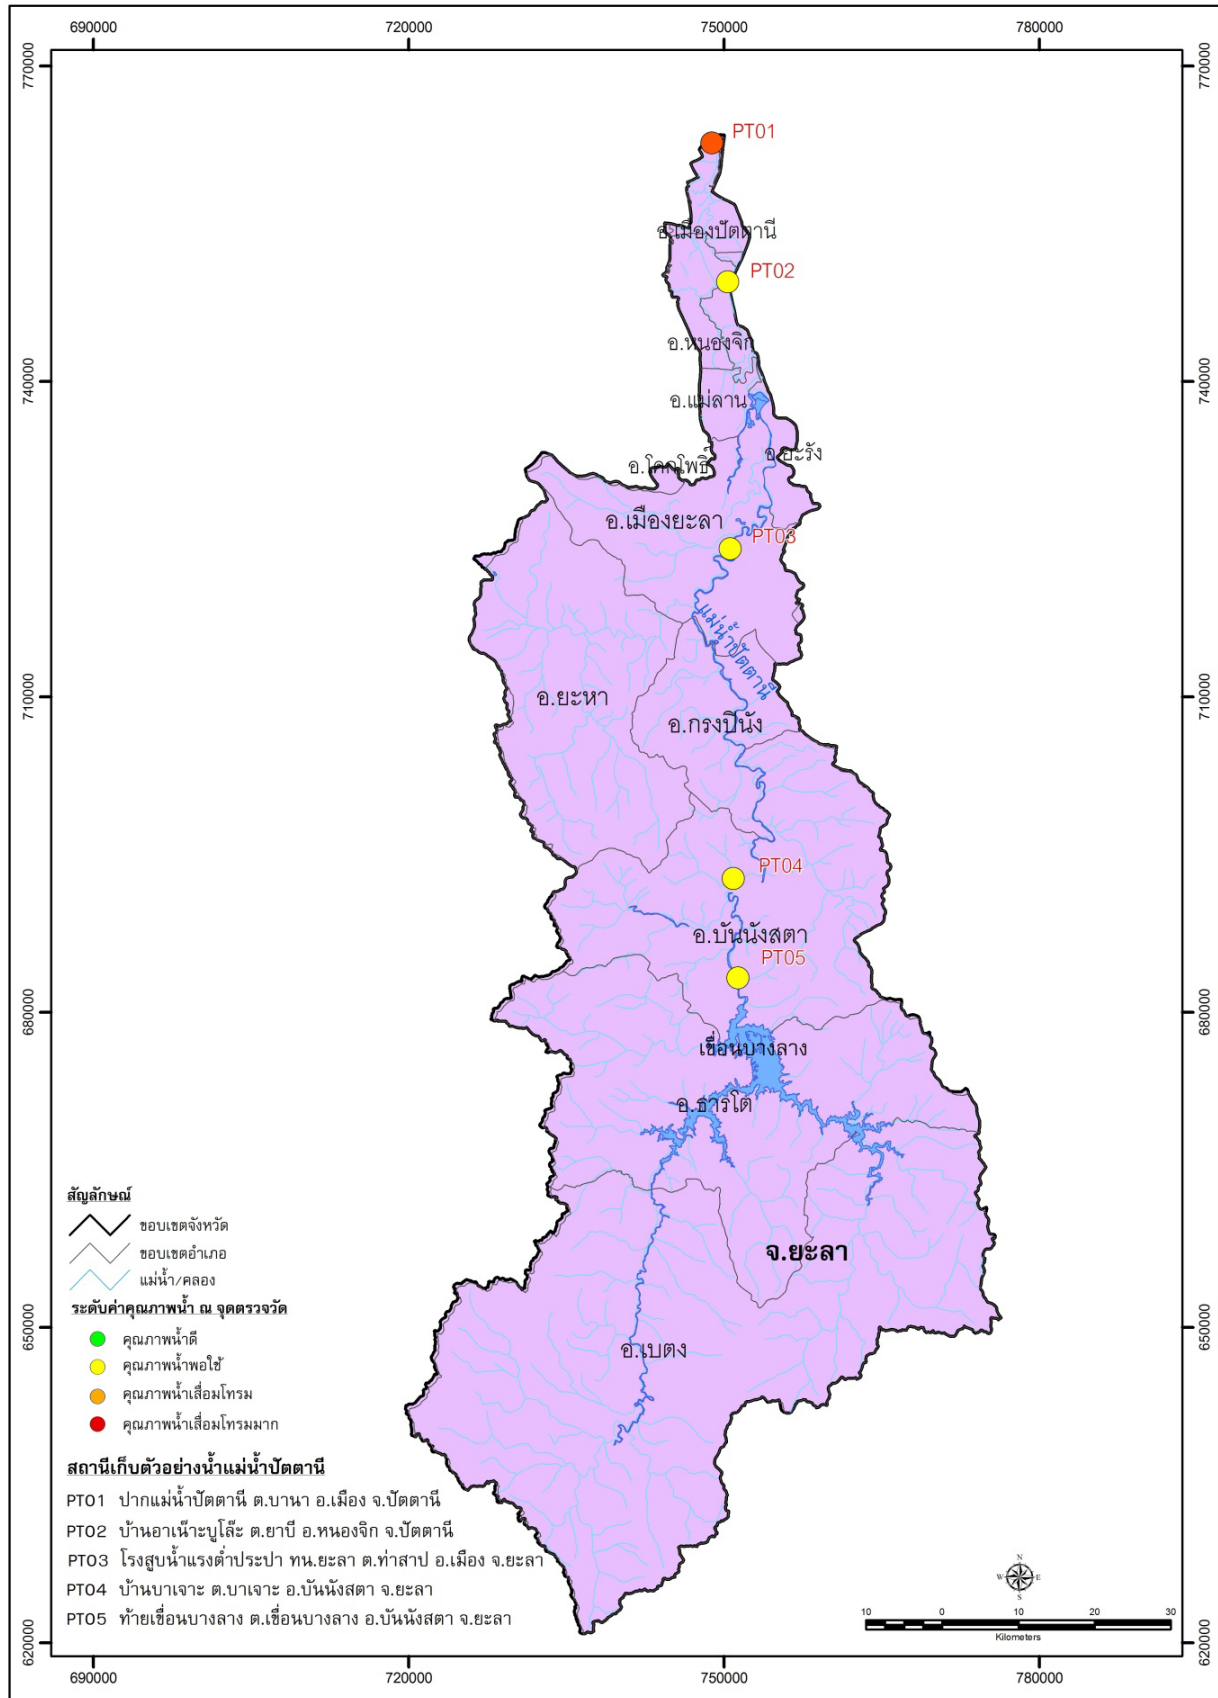 690000 720000 750000 780000
770000 770000
PT01
อ.เมืองปัตตานี
PT02
อ.หนองจิก
740000 740000
อ.แม่ลาน
อ.ยะรัง
อ.โคกโพธิ์
อ.เมืองยะลา
PT03
แม่น้ำปัตตานี
710000 710000
อ.ยะหา
อ.กรงปินัง
PT04
อ.บันนังสตา
PT05
680000 680000
เขื่อนบางลาง
อ.ธารโต
จ.ยะลา
650000 650000
อ.เบตง
สัญลักษณ์
ขอบเขตจังหวัด
ขอบเขตอำเภอ
แม่น้ำ/คลอง
ระดับค่าคุณภาพน้ำ ณ จุดตรวจวัด
คุณภาพน้ำดี
คุณภาพน้ำพอใช้
คุณภาพน้ำเสื่อมโทรม
คุณภาพน้ำเสื่อมโทรมมาก
สถานีเก็บตัวอย่างน้ำแม่น้ำปัตตานี
PT01 ปากแม่น้ำปัตตานี ต.บานา อ.เมือง จ.ปัตตานี
PT02 บ้านอาเน๊าะบูโล๊ะ ต.ยาบี อ.หนองจิก จ.ปัตตานี
PT03 โรงสูบน้ำแรงต่ำประปา ทน.ยะลา ต.ท่าสาป อ.เมือง จ.ยะลา
PT04 บ้านบาเจาะ ต.บาเจาะ อ.บันนังสตา จ.ยะลา
PT05 ท้ายเขื่อนบางลาง ต.เขื่อนบางลาง อ.บันนังสตา จ.ยะลา
N
W E
S
10 0 10 20 30
Kilometers
620000 620000
690000 720000 750000 780000